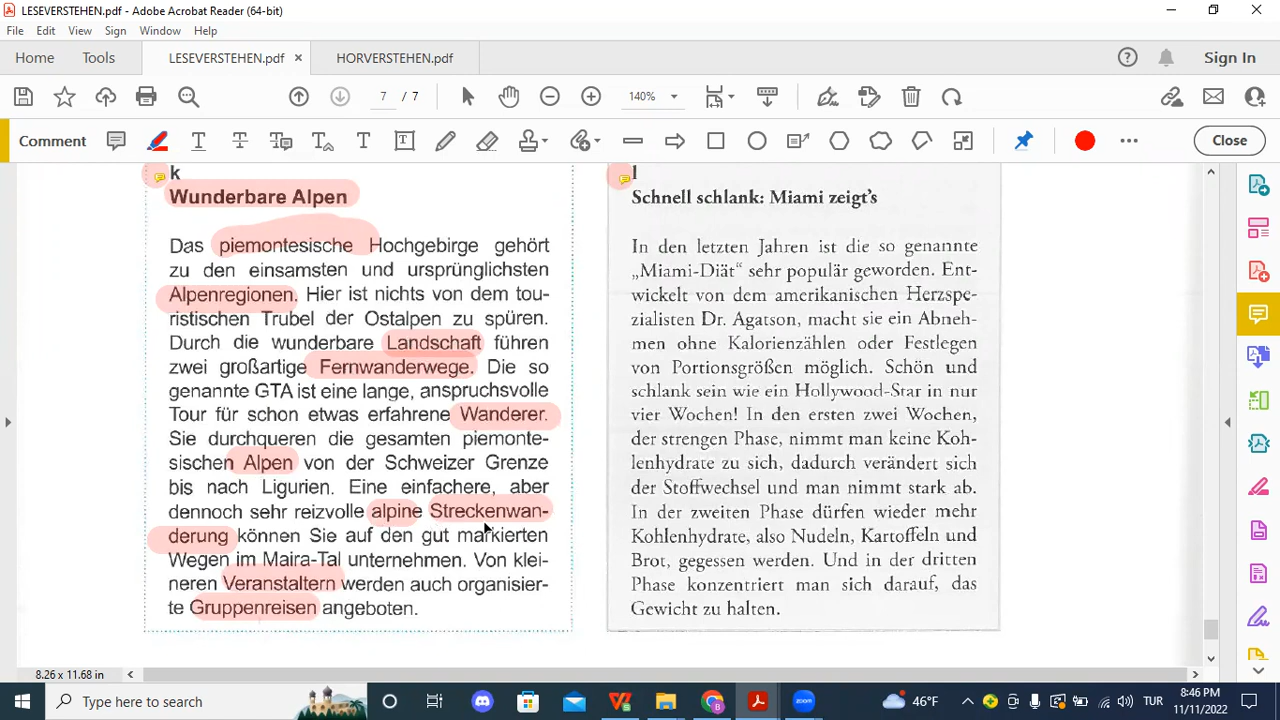 LESEVERSTEHEN.pdf - Adobe Acrobat Reader (64-bit)
File Edit View Sign Window Help
Home Tools LESEVERSTEHEN.pdf × HORVERSTEHEN.pdf Sign In
7 / 7 140%
Comment Close
k
Wunderbare Alpen
Das piemontesische Hochgebirge gehört
zu den einsamsten und ursprünglichsten
Alpenregionen. Hier ist nichts von dem tou-
ristischen Trubel der Ostalpen zu spüren.
Durch die wunderbare Landschaft führen
zwei großartige Fernwanderwege. Die so
genannte GTA ist eine lange, anspruchsvolle
Tour für schon etwas erfahrene Wanderer.
Sie durchqueren die gesamten piemonte-
sischen Alpen von der Schweizer Grenze
bis nach Ligurien. Eine einfachere, aber
dennoch sehr reizvolle alpine Streckenwan-
derung können Sie auf den gut markierten
Wegen im Maira-Tal unternehmen. Von klei-
neren Veranstaltern werden auch organisier-
te Gruppenreisen angeboten.
l
Schnell schlank: Miami zeigt's
In den letzten Jahren ist die so genannte
„Miami-Diät“ sehr populär geworden. Ent-
wickelt von dem amerikanischen Herzspe-
zialisten Dr. Agatson, macht sie ein Abneh-
men ohne Kalorienzählen oder Festlegen
von Portionsgrößen möglich. Schön und
schlank sein wie ein Hollywood-Star in nur
vier Wochen! In den ersten zwei Wochen,
der strengen Phase, nimmt man keine Koh-
lenhydrate zu sich, dadurch verändert sich
der Stoffwechsel und man nimmt stark ab.
In der zweiten Phase dürfen wieder mehr
Kohlenhydrate, also Nudeln, Kartoffeln und
Brot, gegessen werden. Und in der dritten
Phase konzentriert man sich darauf, das
Gewicht zu halten.
8.26 x 11.68 in
Type here to search 46°F TUR 8:46 PM
11/11/2022